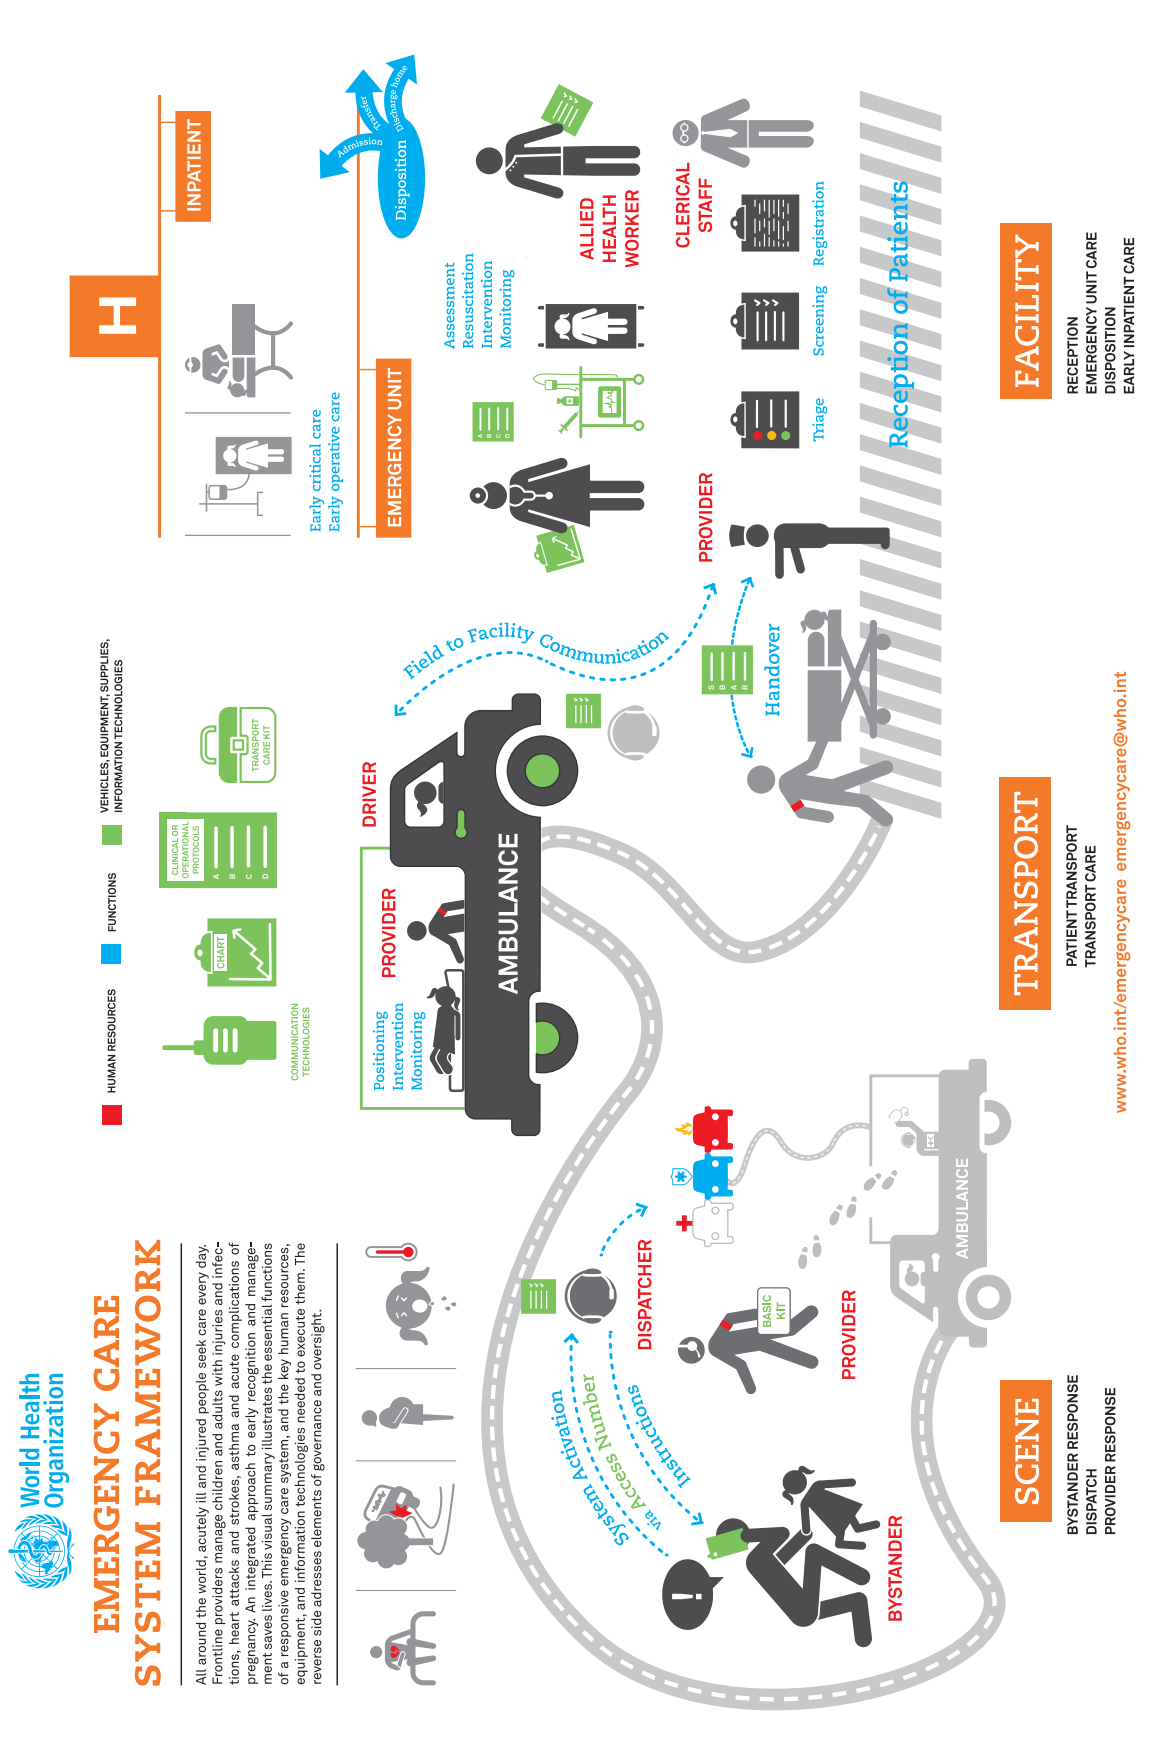 World Health
Organization
EMERGENCY CARE
SYSTEM FRAMEWORK
All around the world, acutely ill and injured people seek care every day.
Frontline providers manage children and adults with injuries and infec-
tions, heart attacks and strokes, asthma and acute complications of
pregnancy. An integrated approach to early recognition and manage-
ment saves lives. This visual summary illustrates the essential functions
of a responsive emergency care system, and the key human resources,
equipment, and information technologies needed to execute them. The
reverse side adresses elements of governance and oversight.
HUMAN RESOURCES
FUNCTIONS
VEHICLES, EQUIPMENT, SUPPLIES,
INFORMATION TECHNOLOGIES
COMMUNICATION
TECHNOLOGIES
CHART
CLINICAL OR
OPERATIONAL
PROTOCOLS
A
B
C
D
TRANSPORT
CARE KIT
H
INPATIENT
Early critical care
Early operative care
EMERGENCY UNIT
Disposition
Admission
Transfer
Discharge home
Assessment
Resuscitation
Intervention
Monitoring
A
B
C
D
ALLIED
HEALTH
WORKER
CLERICAL
STAFF
PROVIDER
Triage
Screening
Registration
Reception of Patients
Field to Facility Communication
S
B
A
R
Handover
DRIVER
PROVIDER
Positioning
Intervention
Monitoring
AMBULANCE
System Activation
via Access Number
Instructions
DISPATCHER
!
BYSTANDER
BASIC
KIT
PROVIDER
AMBULANCE
SCENE
BYSTANDER RESPONSE
DISPATCH
PROVIDER RESPONSE
TRANSPORT
PATIENT TRANSPORT
TRANSPORT CARE
FACILITY
RECEPTION
EMERGENCY UNIT CARE
DISPOSITION
EARLY INPATIENT CARE
www.who.int/emergencycare emergencycare@who.int